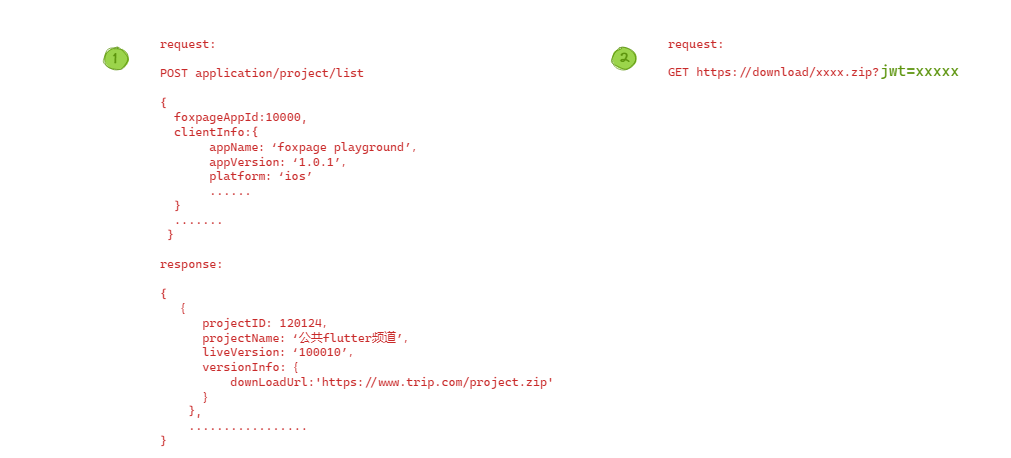 1
request:
POST application/project/list
{
foxpageAppId:10000,
clientInfo:{
appName: ‘foxpage playground’,
appVersion: ‘1.0.1’,
platform: ‘ios’
......
}
.......
}
response:
{
{
projectID: 120124,
projectName: ‘公共flutter频道’,
liveVersion: ‘100010’,
versionInfo: {
downLoadUrl:'https://www.trip.com/project.zip'
}
},
.................
}
2
request:
GET https://download/xxxx.zip?jwt=xxxxx